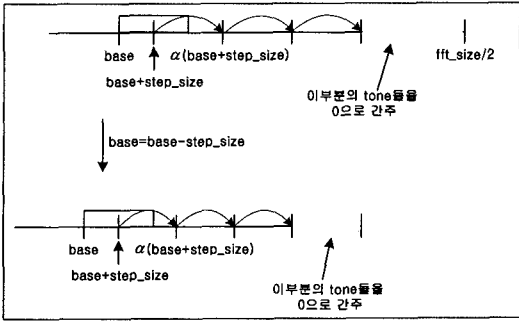 base
α(base+step_size)
fft_size/2
base+step_size
이부분의 tone들을
0으로 간주
base=base-step_size
base
α(base+step_size)
base+step_size
이부분의 tone들을
0으로 간주